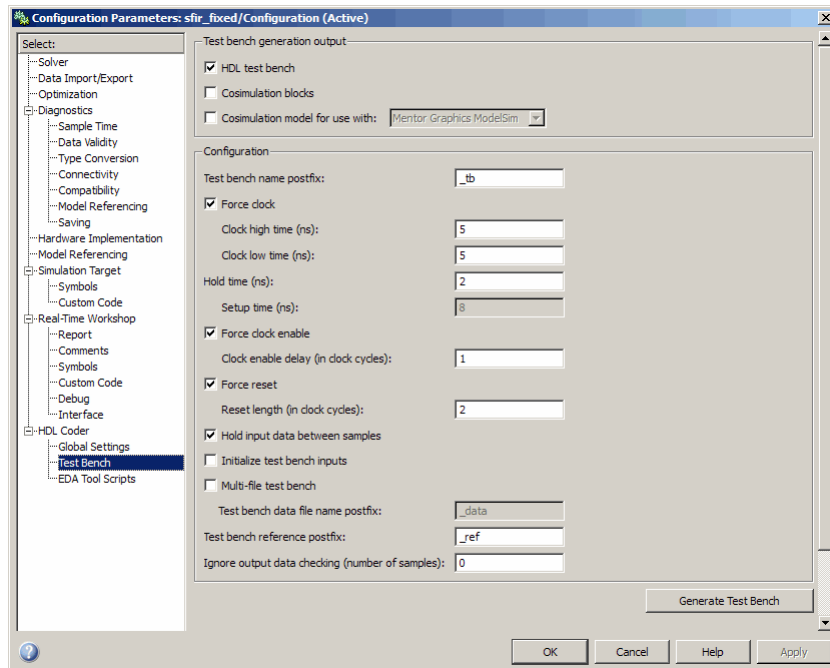 Configuration Parameters: sfir_fixed/Configuration (Active)
Select:
Solver
Data Import/Export
Optimization
Diagnostics
Sample Time
Data Validity
Type Conversion
Connectivity
Compatibility
Model Referencing
Saving
Hardware Implementation
Model Referencing
Simulation Target
Symbols
Custom Code
Real-Time Workshop
Report
Comments
Symbols
Custom Code
Debug
Interface
HDL Coder
Global Settings
Test Bench
EDA Tool Scripts
Test bench generation output
HDL test bench
Cosimulation blocks
Cosimulation model for use with: Mentor Graphics ModelSim
Configuration
Test bench name postfix: _tb
Force clock
Clock high time (ns): 5
Clock low time (ns): 5
Hold time (ns): 2
Setup time (ns): 8
Force clock enable
Clock enable delay (in clock cycles): 1
Force reset
Reset length (in clock cycles): 2
Hold input data between samples
Initialize test bench inputs
Multi-file test bench
Test bench data file name postfix: _data
Test bench reference postfix: _ref
Ignore output data checking (number of samples): 0
Generate Test Bench
OK Cancel Help Apply